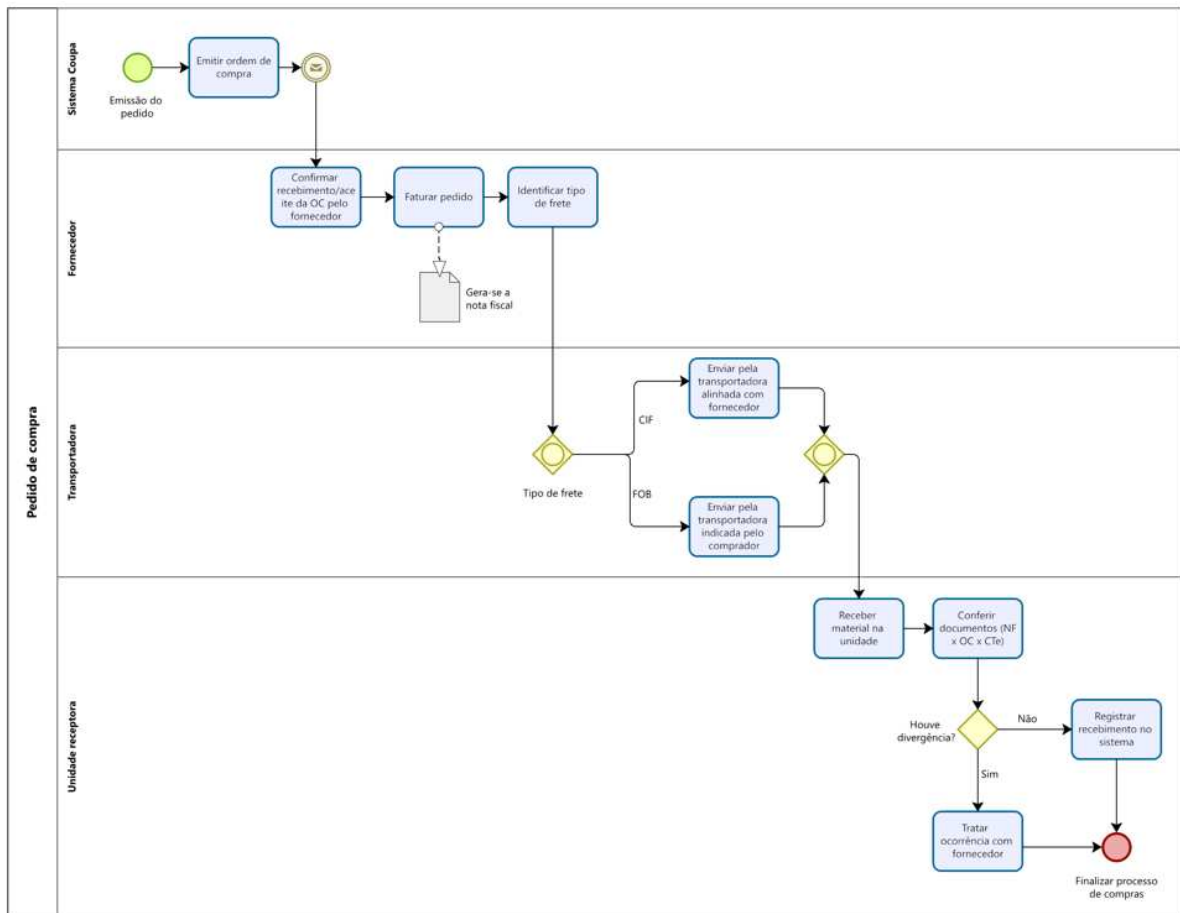 Pedido de compra
Sistema Coupa
Emissão do
pedido
Emitir ordem de
compra
Fornecedor
Confirmar
recebimento/ace
ite da OC pelo
fornecedor
Faturar pedido
Identificar tipo
de frete
Gera-se a
nota fiscal
Transportadora
Tipo de frete
CIF
FOB
Enviar pela
transportadora
alinhada com
fornecedor
Enviar pela
transportadora
indicada pelo
comprador
Unidade receptora
Receber
material na
unidade
Conferir
documentos (NF
x OC x CTe)
Houve
divergência?
Não
Sim
Registrar
recebimento no
sistema
Tratar
ocorrência com
fornecedor
Finalizar processo
de compras